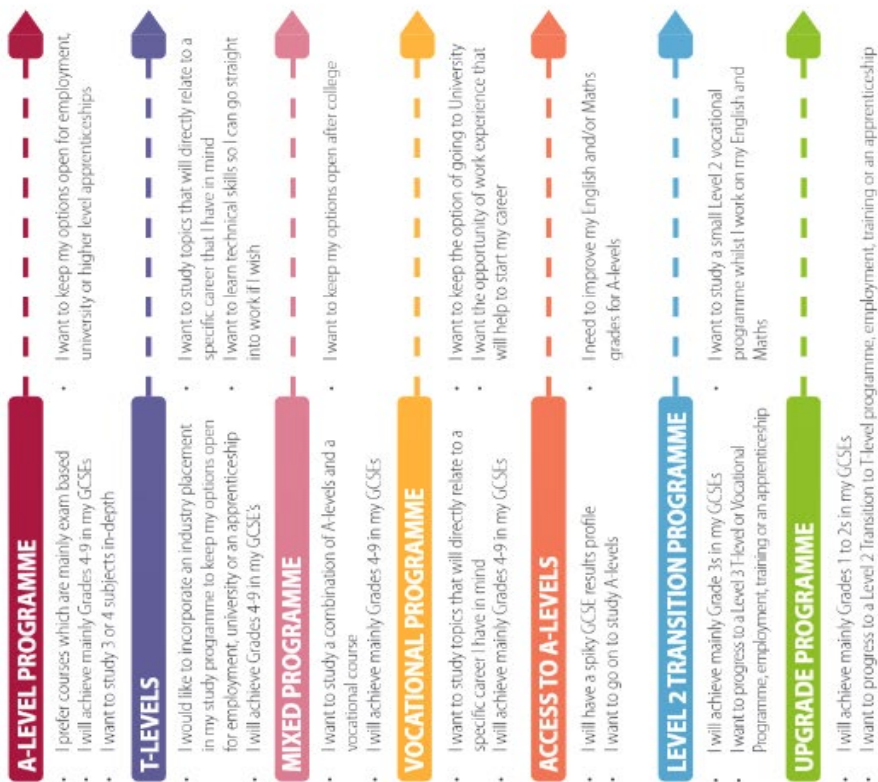 A-LEVEL PROGRAMME
• I prefer courses which are mainly exam based
• I will achieve mainly Grades 4-9 in my GCSEs
• I want to study 3 or 4 subjects in-depth
• I want to keep my options open for employment,
university or higher level apprenticeships
T-LEVELS
• I would like to incorporate an industry placement
in my study programme to keep my options open
for employment, university or an apprenticeship
• I will achieve Grades 4-9 in my GCSE's
• I want to study topics that will directly relate to a
specific career that I have in mind
• I want to learn technical skills so I can go straight
into work if I wish
MIXED PROGRAMME
• I want to study a combination of A-levels and a
vocational course
• I will achieve mainly Grades 4-9 in my GCSEs
• I want to keep my options open after college
VOCATIONAL PROGRAMME
• I want to study topics that will directly relate to a
specific career I have in mind
• I will achieve mainly Grades 4-9 in my GCSEs
• I want to keep the option of going to University
• I want the opportunity of work experience that
will help to start my career
ACCESS TO A-LEVELS
• I will have a spiky GCSE results profile
• I want to go on to study A-levels
• I need to improve my English and/or Maths
grades for A-levels
LEVEL 2 TRANSITION PROGRAMME
• I will achieve mainly Grade 3s in my GCSEs
• I want to progress to a Level 3 T-level or Vocational
Programme, employment, training or an apprenticeship
• I want to study a small Level 2 vocational
programme whilst I work on my English and
Maths
UPGRADE PROGRAMME
• I will achieve mainly Grades 1 to 2s in my GCSEs
• I want to progress to a Level 2 Transition to T-level programme, employment, training or an apprenticeship